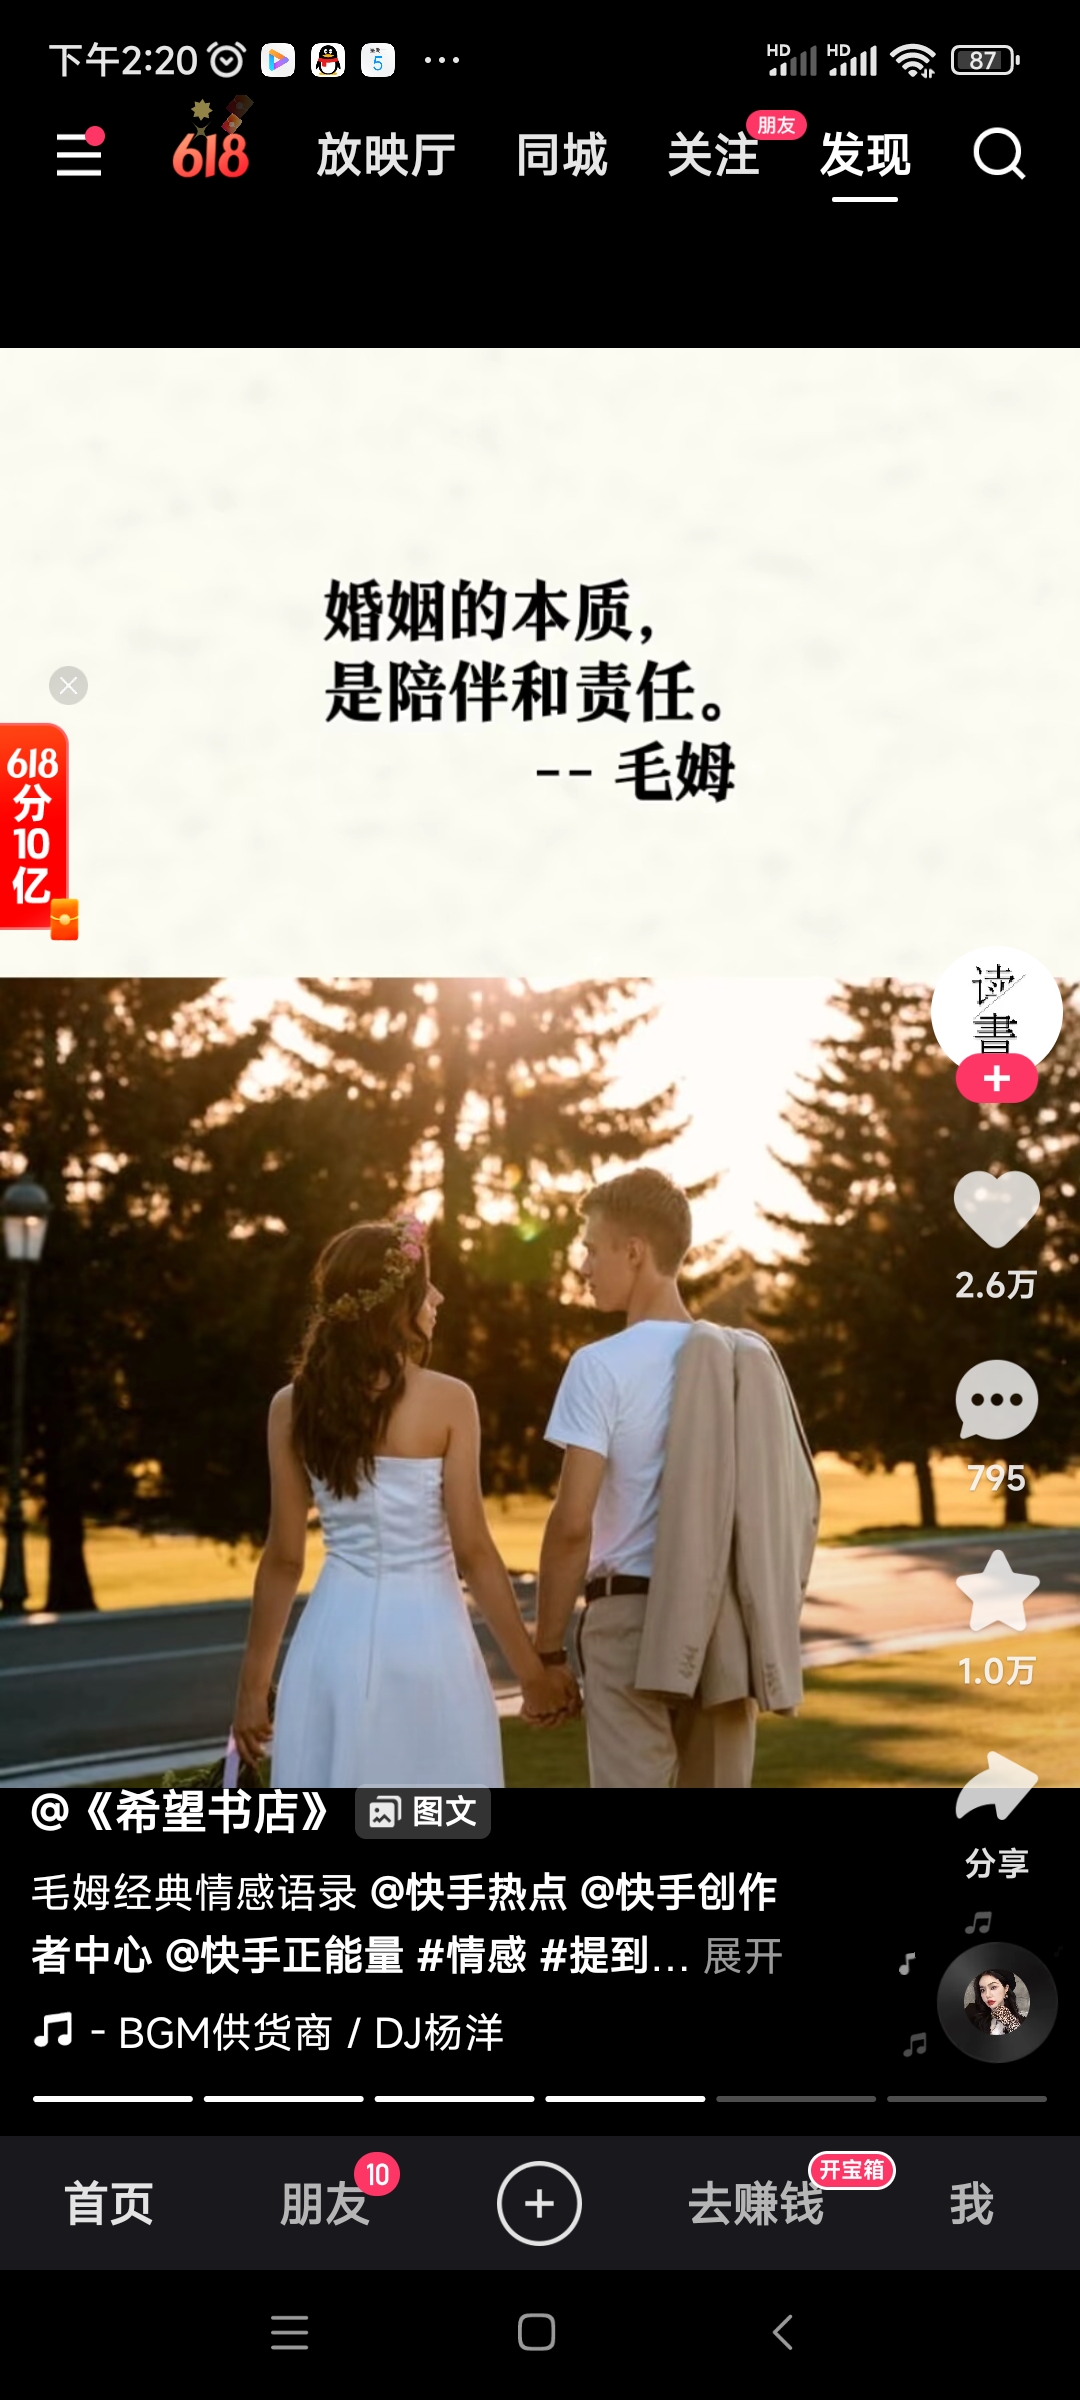 下午2:20
HD HD 87
618 放映厅 同城 关注 朋友 发现
婚姻的本质，
是陪伴和责任。
-- 毛姆
618
分
10
亿
读
書
2.6万
795
1.0万
分享
@《希望书店》 图文
毛姆经典情感语录 @快手热点 @快手创作
者中心 @快手正能量 #情感 #提到... 展开
- BGM供货商 / DJ杨洋
首页 朋友 10 去赚钱 开宝箱 我